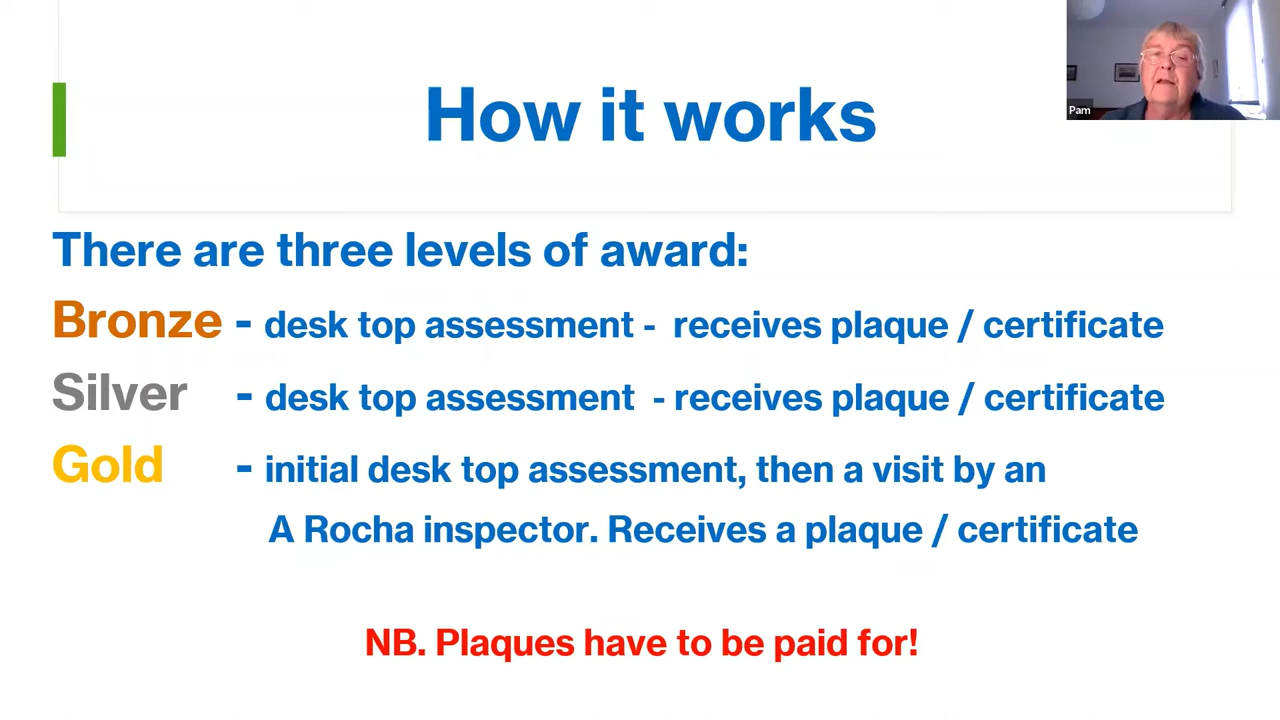 How it works
Pam
There are three levels of award:
Bronze - desk top assessment - receives plaque / certificate
Silver - desk top assessment - receives plaque / certificate
Gold - initial desk top assessment, then a visit by an
A Rocha inspector. Receives a plaque / certificate
NB. Plaques have to be paid for!